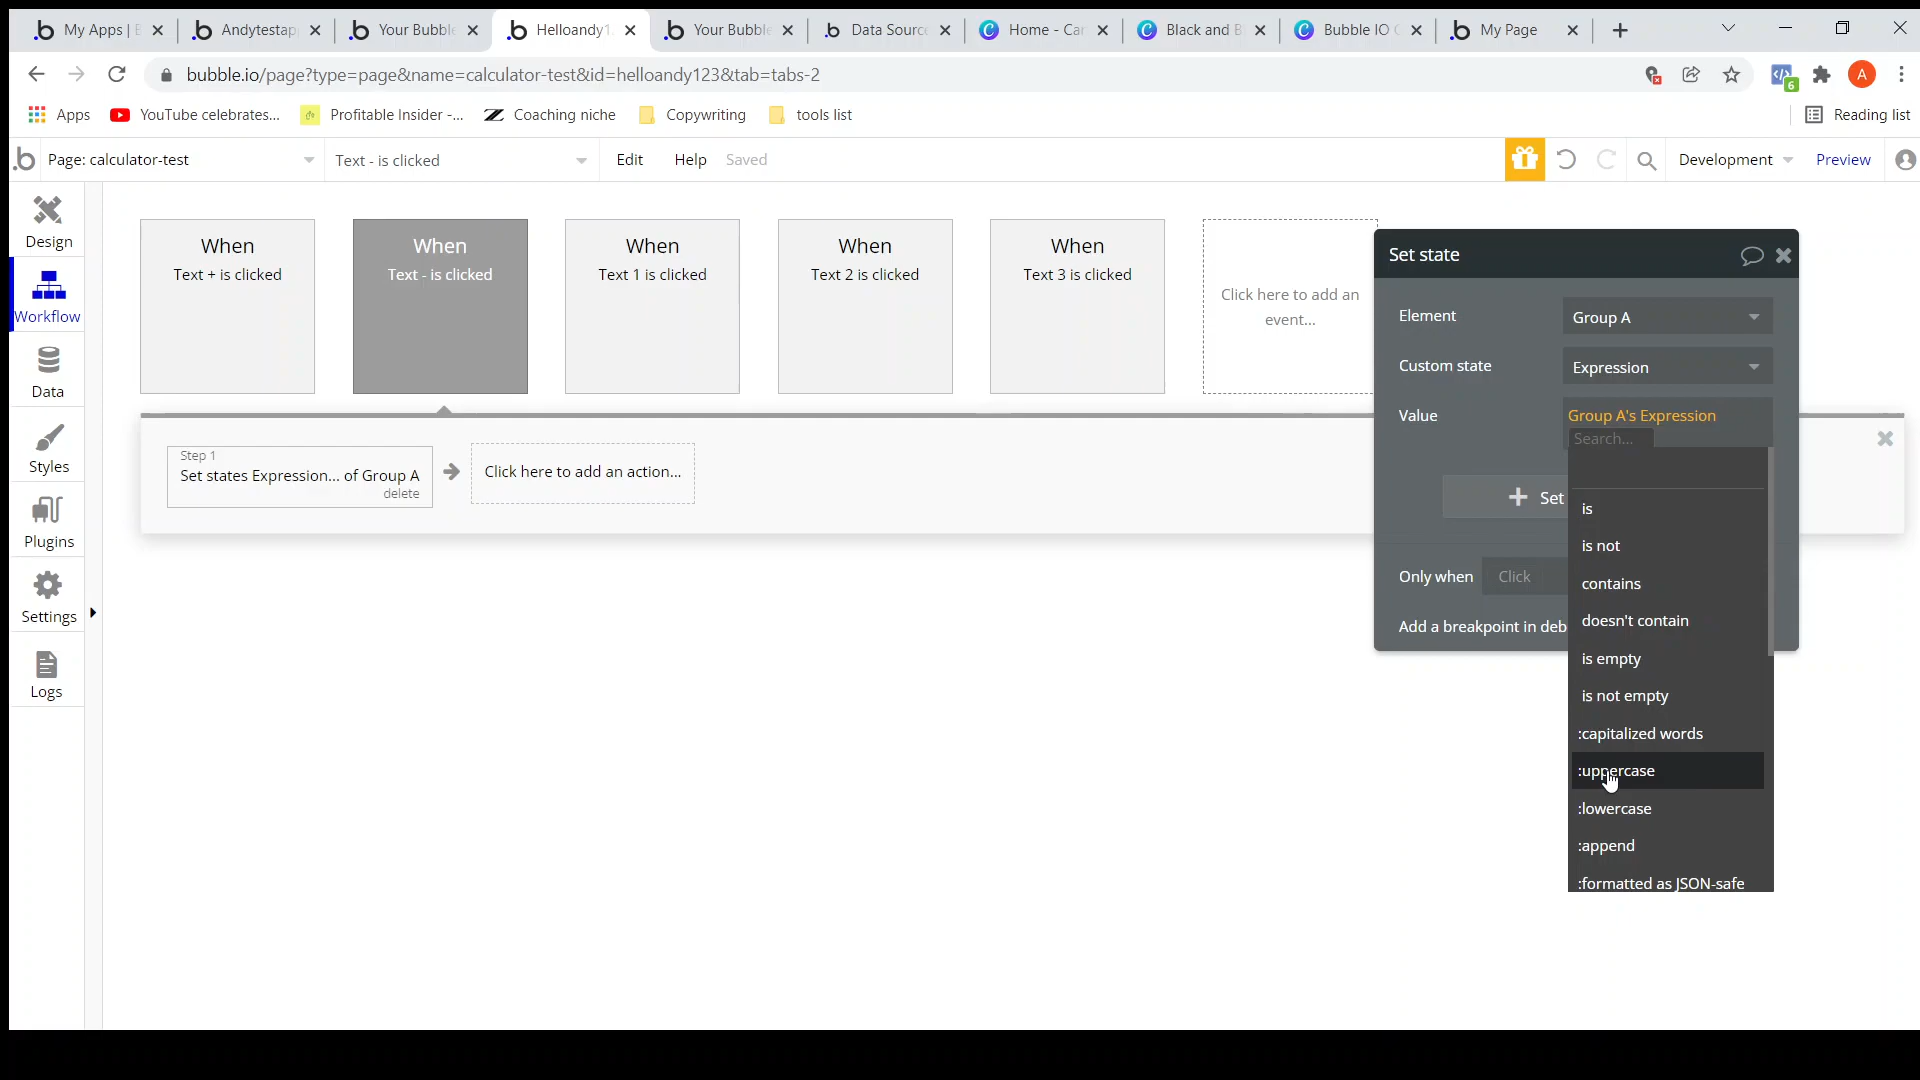 My Apps | B
Andytestap
Your Bubble
Helloandy1
Your Bubble
Data Source
Home - Can
Black and B
Bubble IO C
My Page
bubble.io/page?type=page&name=calculator-test&id=helloandy123&tab=tabs-2
A
6
Apps
YouTube celebrates...
Profitable Insider -...
Coaching niche
Copywriting
tools list
Reading list
Page: calculator-test
Text - is clicked
Edit
Help
Saved
Development
Preview
Design
Workflow
Data
Styles
Plugins
Settings
Logs
When
Text + is clicked
When
Text - is clicked
When
Text 1 is clicked
When
Text 2 is clicked
When
Text 3 is clicked
Click here to add an
event...
Step 1
Set states Expression... of Group A
delete
Click here to add an action...
Set state
Element
Group A
Custom state
Expression
Value
Group A's Expression
Search...
Set
Only when
Click
Add a breakpoint in deb
is
is not
contains
doesn't contain
is empty
is not empty
:capitalized words
:uppercase
:lowercase
:append
:formatted as JSON-safe